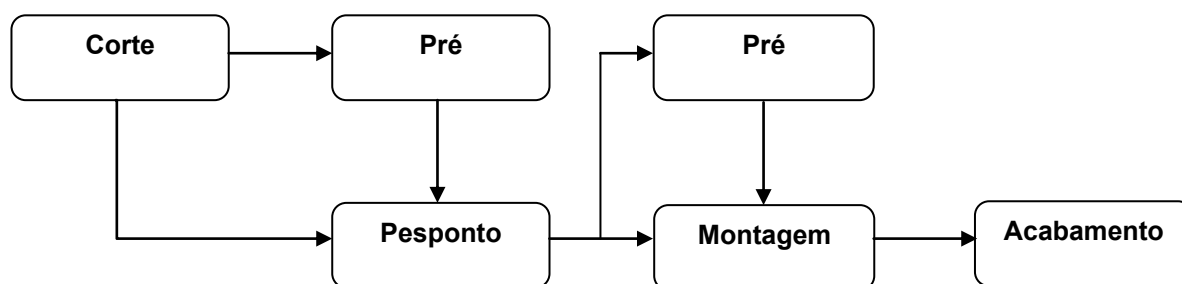 Corte
Pré
Pré
Pesponto
Montagem
Acabamento